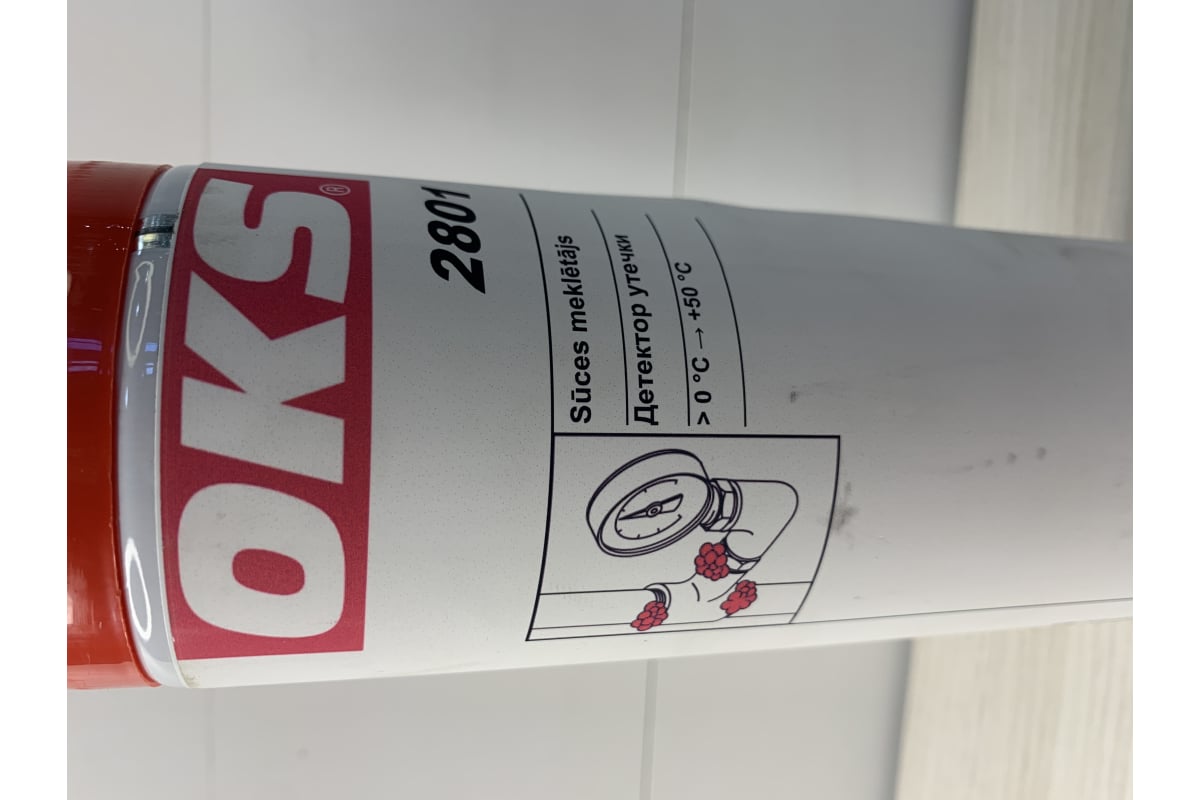 OKS®
2801
Sūces meklētājs
Детектор утечки
> 0 °C → +50 °C